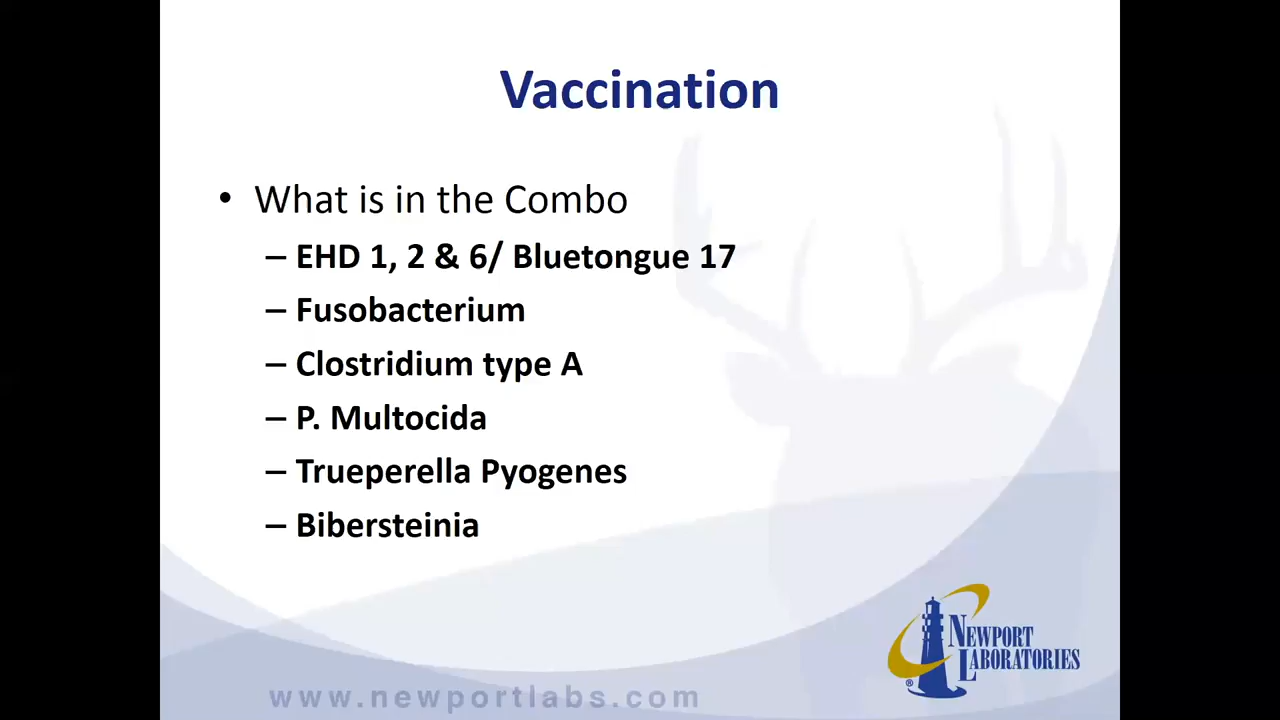 Vaccination
• What is in the Combo
– EHD 1, 2 & 6/ Bluetongue 17
– Fusobacterium
– Clostridium type A
– P. Multocida
– Trueperella Pyogenes
– Bibersteinia
NEWPORT
LABORATORIES
®
www.newportlabs.com